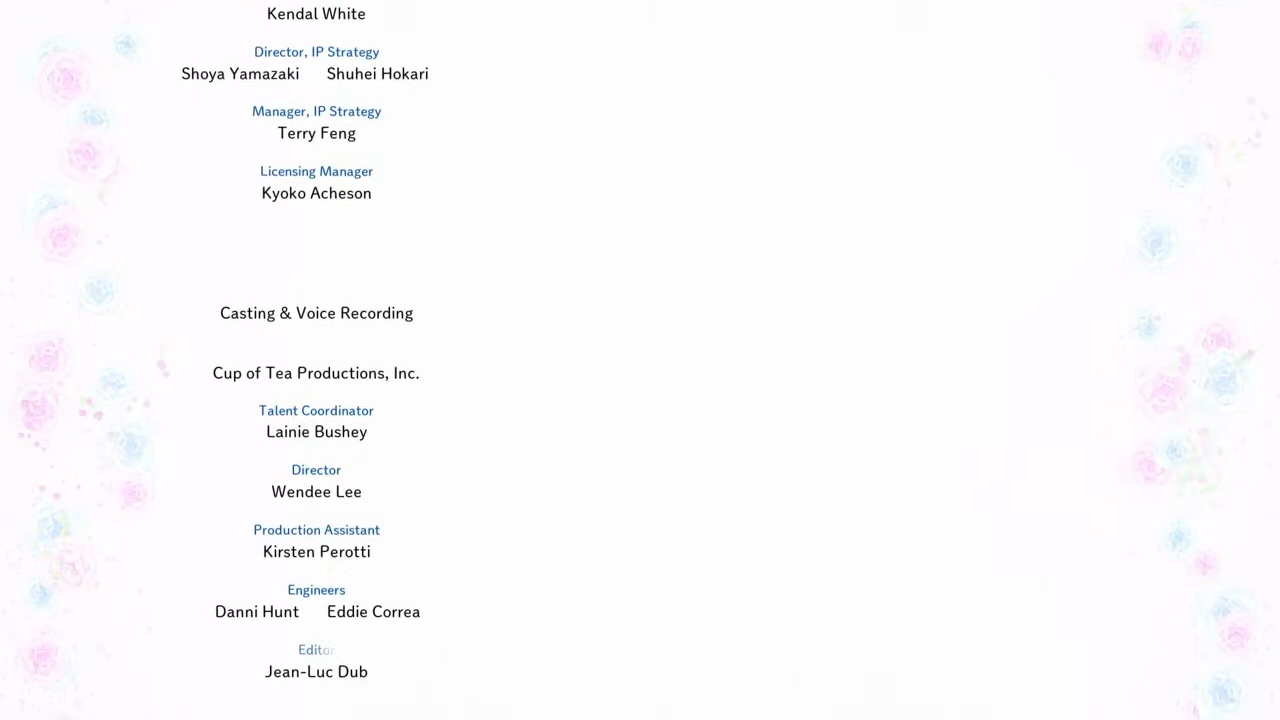 Kendal White
Director, IP Strategy
Shoya Yamazaki Shuhei Hokari
Manager, IP Strategy
Terry Feng
Licensing Manager
Kyoko Acheson
Casting & Voice Recording
Cup of Tea Productions, Inc.
Talent Coordinator
Lainie Bushey
Director
Wendee Lee
Production Assistant
Kirsten Perotti
Engineers
Danni Hunt Eddie Correa
Editor
Jean-Luc Dub